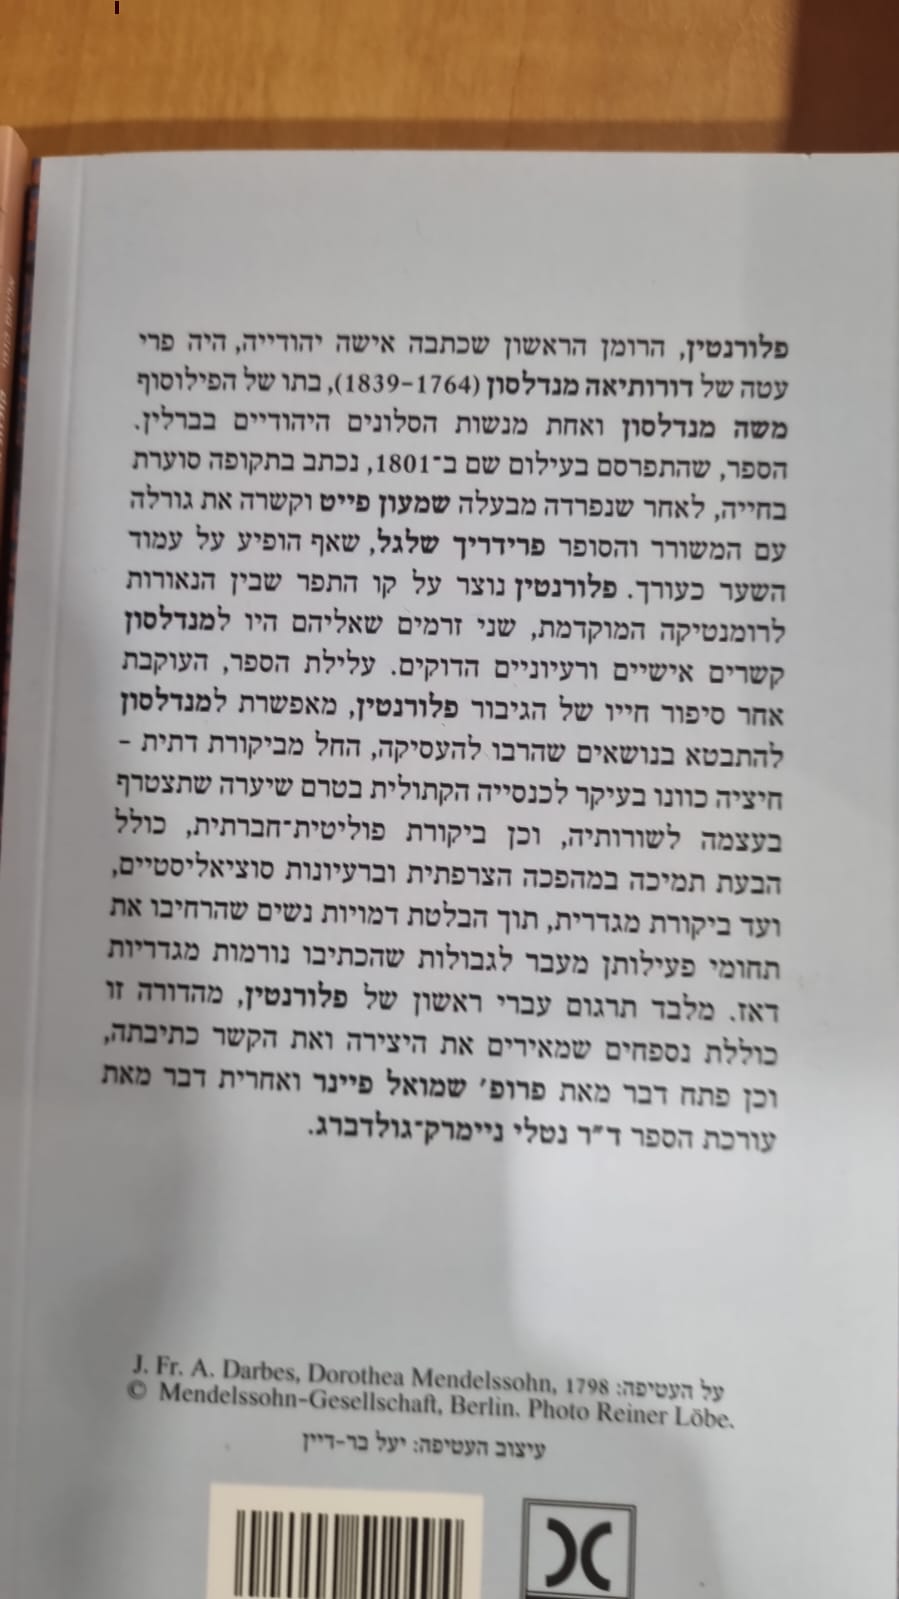 פלורנטין, הרומן הראשון שכתבה אישה יהודייה, היה פרי
עטה של דורותיאה מנדלסון (1764–1839), בתו של הפילוסוף
משה מנדלסון ואחת מנשות הסלונים היהודיים בברלין.
הספר, שהתפרסם בעילום שם ב־1801, נכתב בתקופה סוערת
בחייה, לאחר שנפרדה מבעלה שמעון פייט וקשרה את גורלה
עם המשורר והסופר פרידריך שלגל, שאף הופיע על עמוד
השער כעורך. פלורנטין נוצר על קו התפר שבין הנאורות
לרומנטיקה המוקדמת, שני זרמים שאליהם היו למנדלסון
קשרים אישיים ורעיוניים הדוקים. עלילת הספר, העוקבת
אחר סיפור חייו של הגיבור פלורנטין, מאפשרת למנדלסון
להתבטא בנושאים שהרבו להעסיקה, החל מביקורת דתית –
חיציה כוונו בעיקר לכנסייה הקתולית בטרם שיערה שתצטרף
בעצמה לשורותיה, וכן ביקורת פוליטית־חברתית, כולל
הבעת תמיכה במהפכה הצרפתית וברעיונות סוציאליסטיים,
ועד ביקורת מגדרית, תוך הבלטת דמויות נשים שהרחיבו את
תחומי פעילותן מעבר לגבולות שהכתיבו נורמות מגדריות
דאז. מלבד תרגום עברי ראשון של פלורנטין, מהדורה זו
כוללת נספחים שמאירים את היצירה ואת הקשר כתיבתה,
וכן פתח דבר מאת פרופ׳ שמואל פיינר ואחרית דבר מאת
עורכת הספר ד״ר נטלי ניימרק־גולדברג.
על העטיפה: J. Fr. A. Darbes, Dorothea Mendelssohn, 1798
© Mendelssohn-Gesellschaft, Berlin. Photo Reiner Löbe.
עיצוב העטיפה: יעל בר-דיין